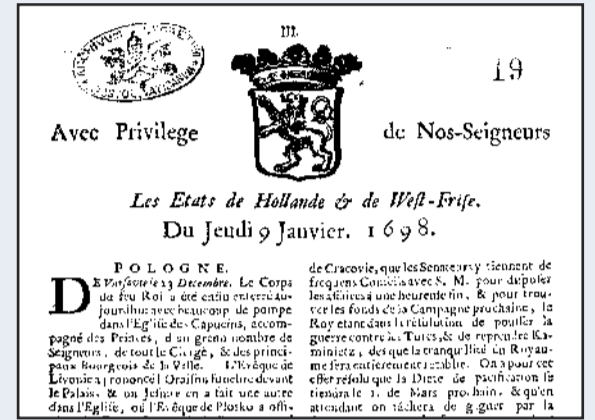 III.
19
Avec Privilege de Nos-Seigneurs
Les Etats de Hollande & de West-Frise.
Du Jeudi 9 Janvier. 1698.
POLOGNE.
DE Varsovie le 23 Decembre. Le Corps
du feu Roi a été enfin enterré au-
jourdhui avec beaucoup de pompe
dans l'Eglise des Capucins, accom-
pagné des Princes, d un grand nombre de
Seigneurs, de tout le Clergé, & des princi-
paux Bourgeois de la Ville. L'Evêque de
Livonie a prononcé l Oraison funebre devant
le Palais, & un Jesuite en a fait une autre
dans l'Eglise, où l'Evêque de Plosko a offi-
de Cracovie, que les Senateurs y tiennent de
frequens Conseils avec S. M. pour disposer
les affaires à une heureuse fin, & pour trou-
ver les fonds de la Campagne prochaine, le
Roy etant dans la résolution de pousser la
guerre contre les Turcs, & de reprendre Ka-
minietz, des que la tranquillité du Royau-
me sera entierement retablie. On a pour cet
effet résolu que la Diete de pacification se
tiendra le 1. de Mars prochain, & qu'en
attendant on tâchera de gagner par la